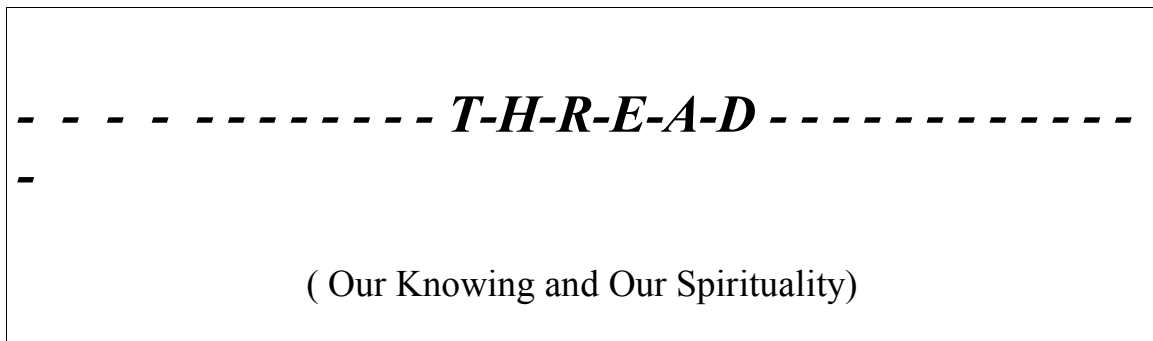 - - - - - - - - - - - - T-H-R-E-A-D - - - - - - - - - - - -
-
( Our Knowing and Our Spirituality)